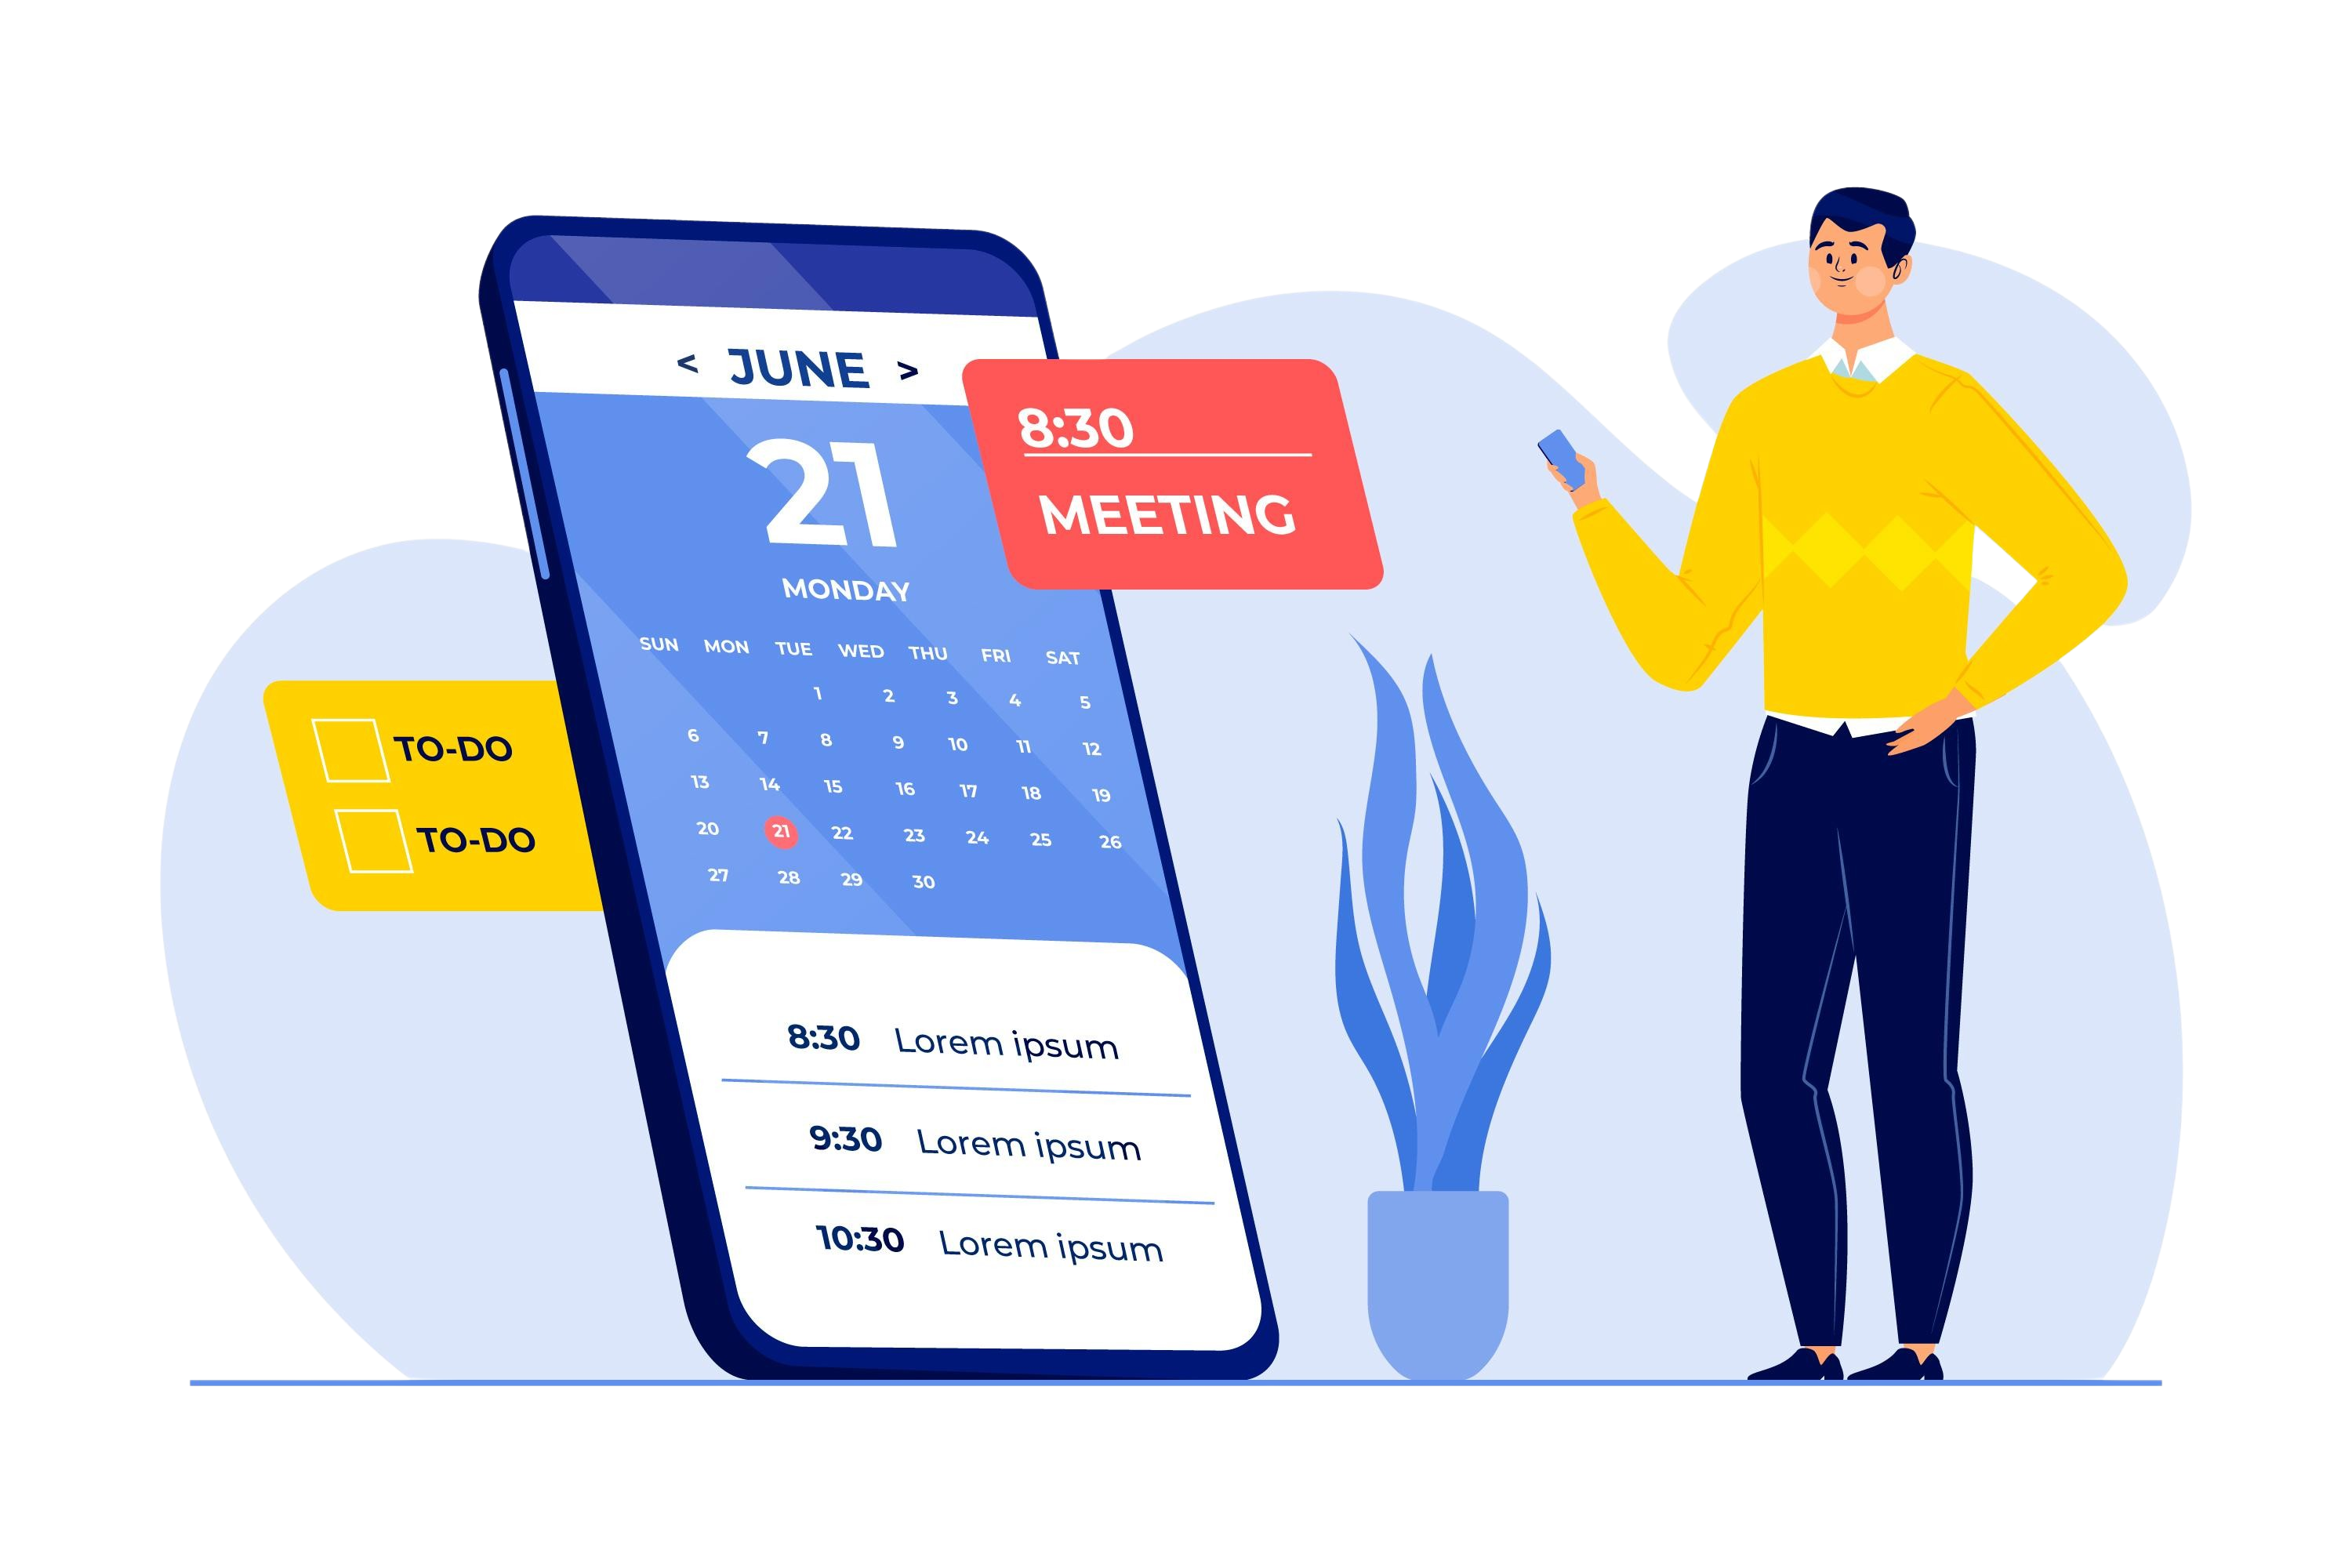 < JUNE >
21
MONDAY
SUN MON TUE WED THU FRI SAT
1 2 3 4 5
6 7 8 9 10 11 12
13 14 15 16 17 18 19
20 21 22 23 24 25 26
27 28 29 30
8:30 Lorem ipsum
9:30 Lorem ipsum
10:30 Lorem ipsum
8:30
MEETING
TO-DO
TO-DO